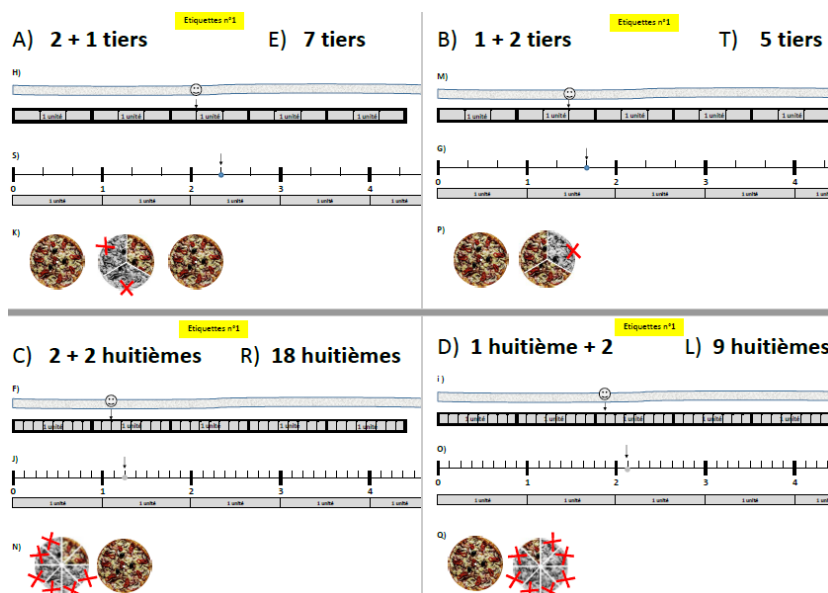 Etiquettes n°1
A) 2 + 1 tiers E) 7 tiers
H)
1 unité 1 unité 1 unité 1 unité 1 unité
S)
0 1 2 3 4
1 unité 1 unité 1 unité 1 unité 1 unité
K)
Etiquettes n°1
B) 1 + 2 tiers T) 5 tiers
M)
1 unité 1 unité 1 unité 1 unité 1 unité
G)
0 1 2 3 4
1 unité 1 unité 1 unité 1 unité 1 unité
P)
Etiquettes n°1
C) 2 + 2 huitièmes R) 18 huitièmes
F)
1 unité 1 unité 1 unité 1 unité 1 unité
J)
0 1 2 3 4
1 unité 1 unité 1 unité 1 unité 1 unité
N)
Etiquettes n°1
D) 1 huitième + 2 L) 9 huitièmes
i)
1 unité 1 unité 1 unité 1 unité 1 unité
O)
0 1 2 3 4
1 unité 1 unité 1 unité 1 unité 1 unité
Q)